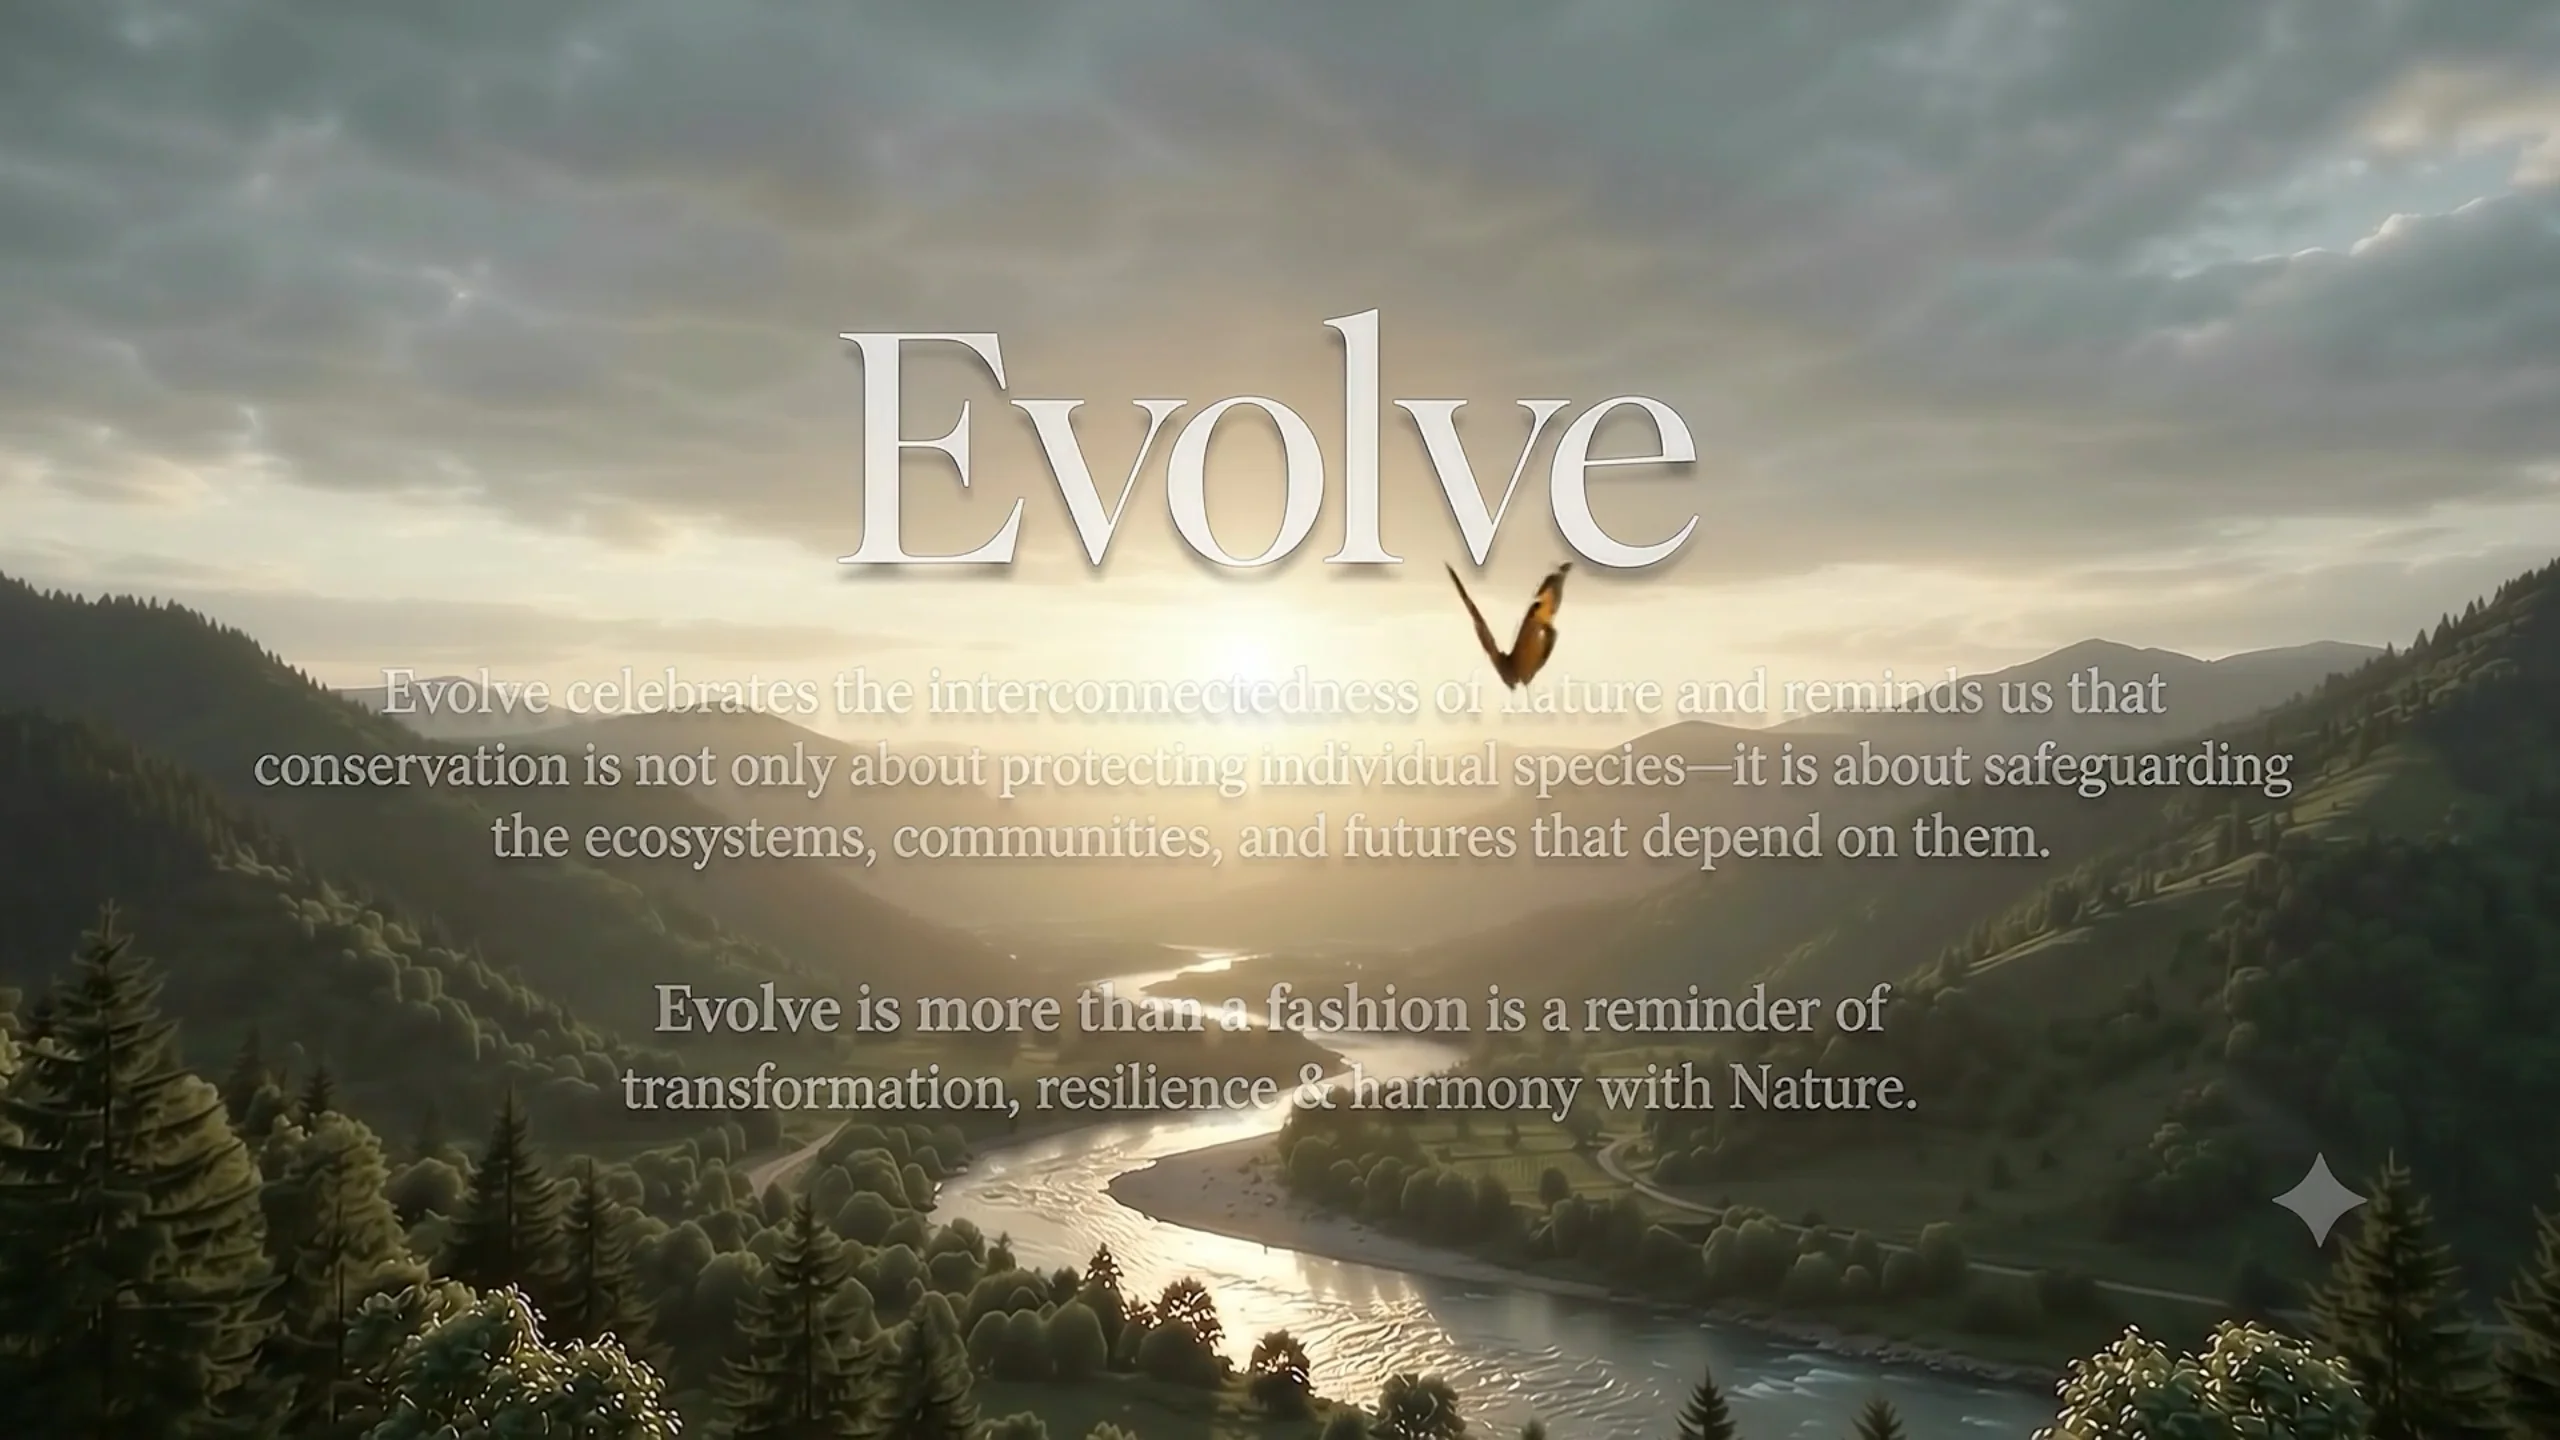 Evolve
Evolve celebrates the interconnectedness of nature and reminds us that
conservation is not only about protecting individual species—it is about safeguarding
the ecosystems, communities, and futures that depend on them.
Evolve is more than a fashion is a reminder of
transformation, resilience & harmony with Nature.